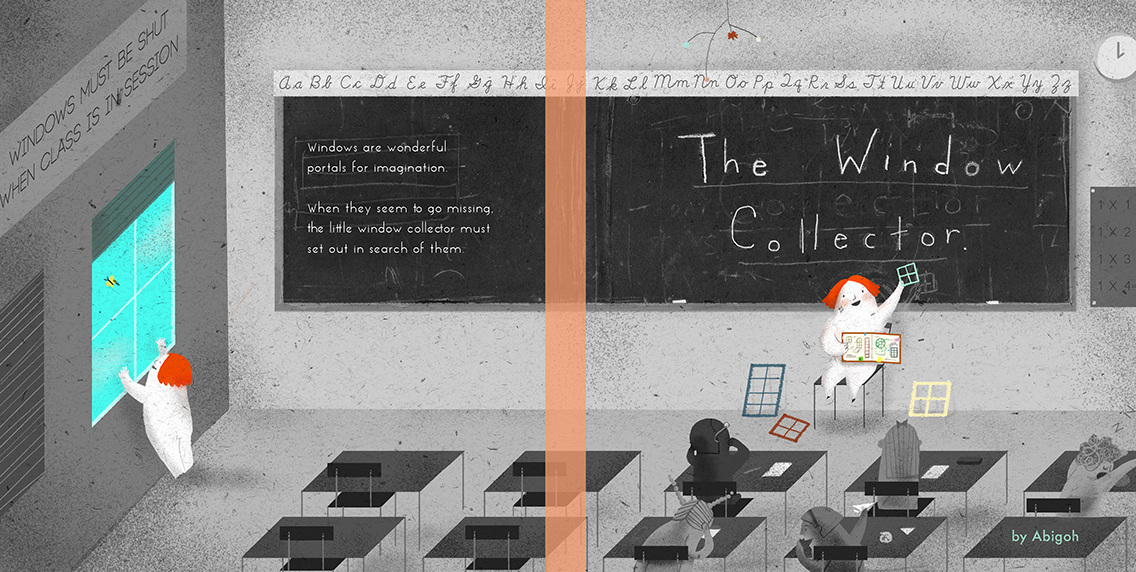 WINDOWS MUST BE SHUT
WHEN CLASS IS IN SESSION
Aa Bb Cc Dd Ee Ff Gg Hh Ii Jj Kk Ll Mm Nn Oo Pp Qq Rr Ss Tt Uu Vv Ww Xx Yy Zz
Windows are wonderful
portals for imagination.
When they seem to go missing,
the little window collector must
set out in search of them.
The Window
Collector.
1 X 1
1 X 2
1 X 3
1 X 4
Z
by Abigoh